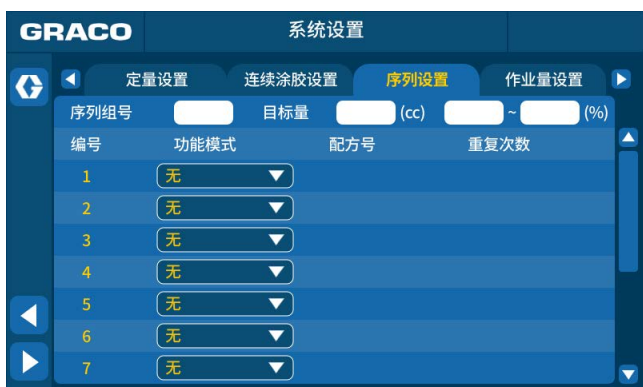 GRACO 系统设置
定量设置 连续涂胶设置 序列设置 作业量设置
序列组号 目标量 (cc) ~ (%)
编号 功能模式 配方号 重复次数
1 无
2 无
3 无
4 无
5 无
6 无
7 无